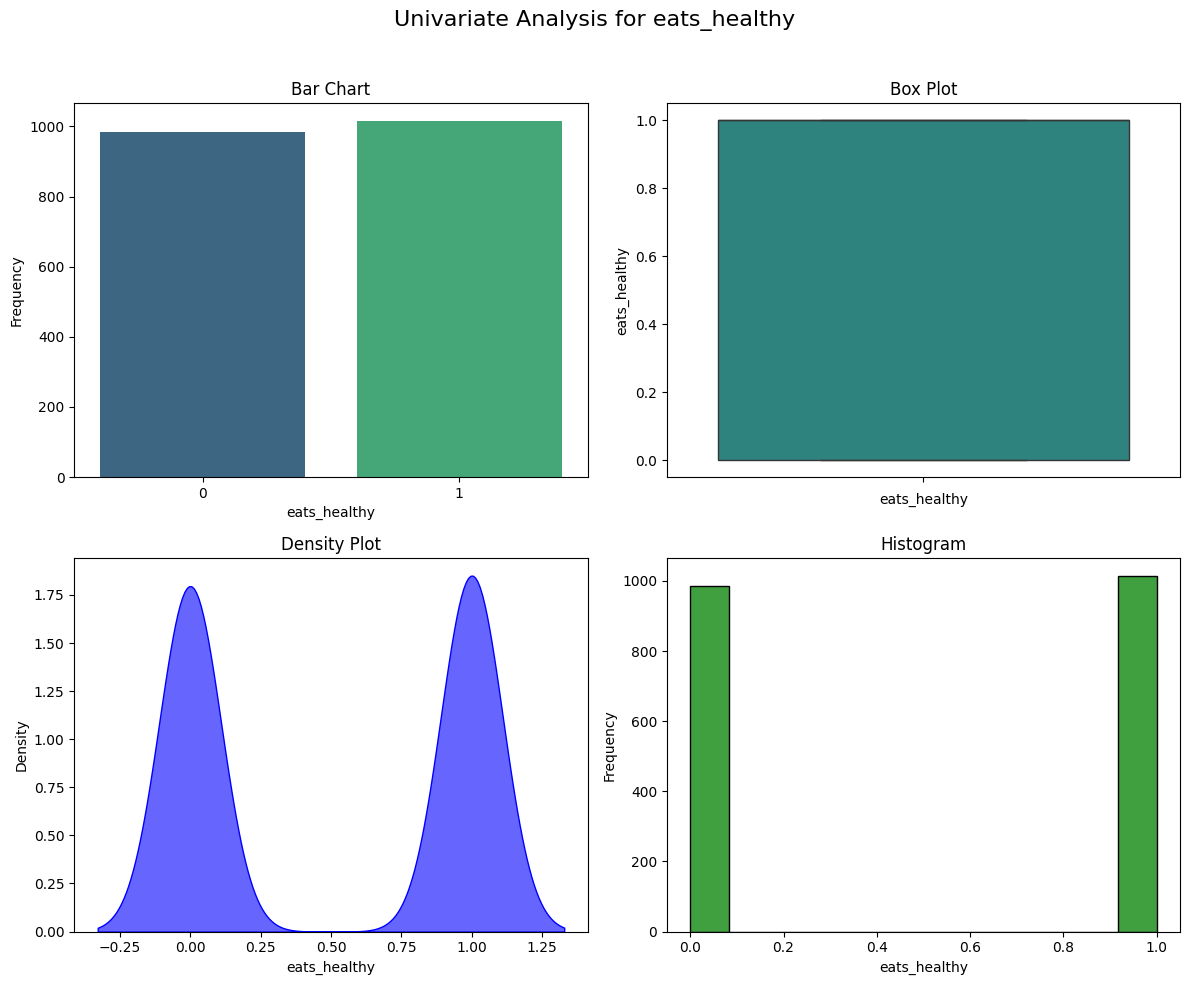 Univariate Analysis for eats_healthy
Bar Chart
1000
800
600
400
200
0
Frequency
0 1
eats_healthy
Box Plot
1.0
0.8
0.6
0.4
0.2
0.0
eats_healthy
eats_healthy
Density Plot
1.75
1.50
1.25
1.00
0.75
0.50
0.25
0.00
Density
−0.25 0.00 0.25 0.50 0.75 1.00 1.25
eats_healthy
Histogram
1000
800
600
400
200
0
Frequency
0.0 0.2 0.4 0.6 0.8 1.0
eats_healthy